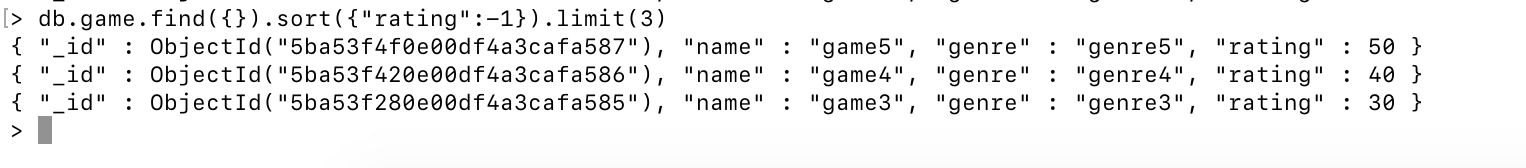 [> db.game.find({}).sort({"rating":-1}).limit(3)
{ "_id" : ObjectId("5ba53f4f0e00df4a3cafa587"), "name" : "game5", "genre" : "genre5", "rating" : 50 }
{ "_id" : ObjectId("5ba53f420e00df4a3cafa586"), "name" : "game4", "genre" : "genre4", "rating" : 40 }
{ "_id" : ObjectId("5ba53f280e00df4a3cafa585"), "name" : "game3", "genre" : "genre3", "rating" : 30 }
>